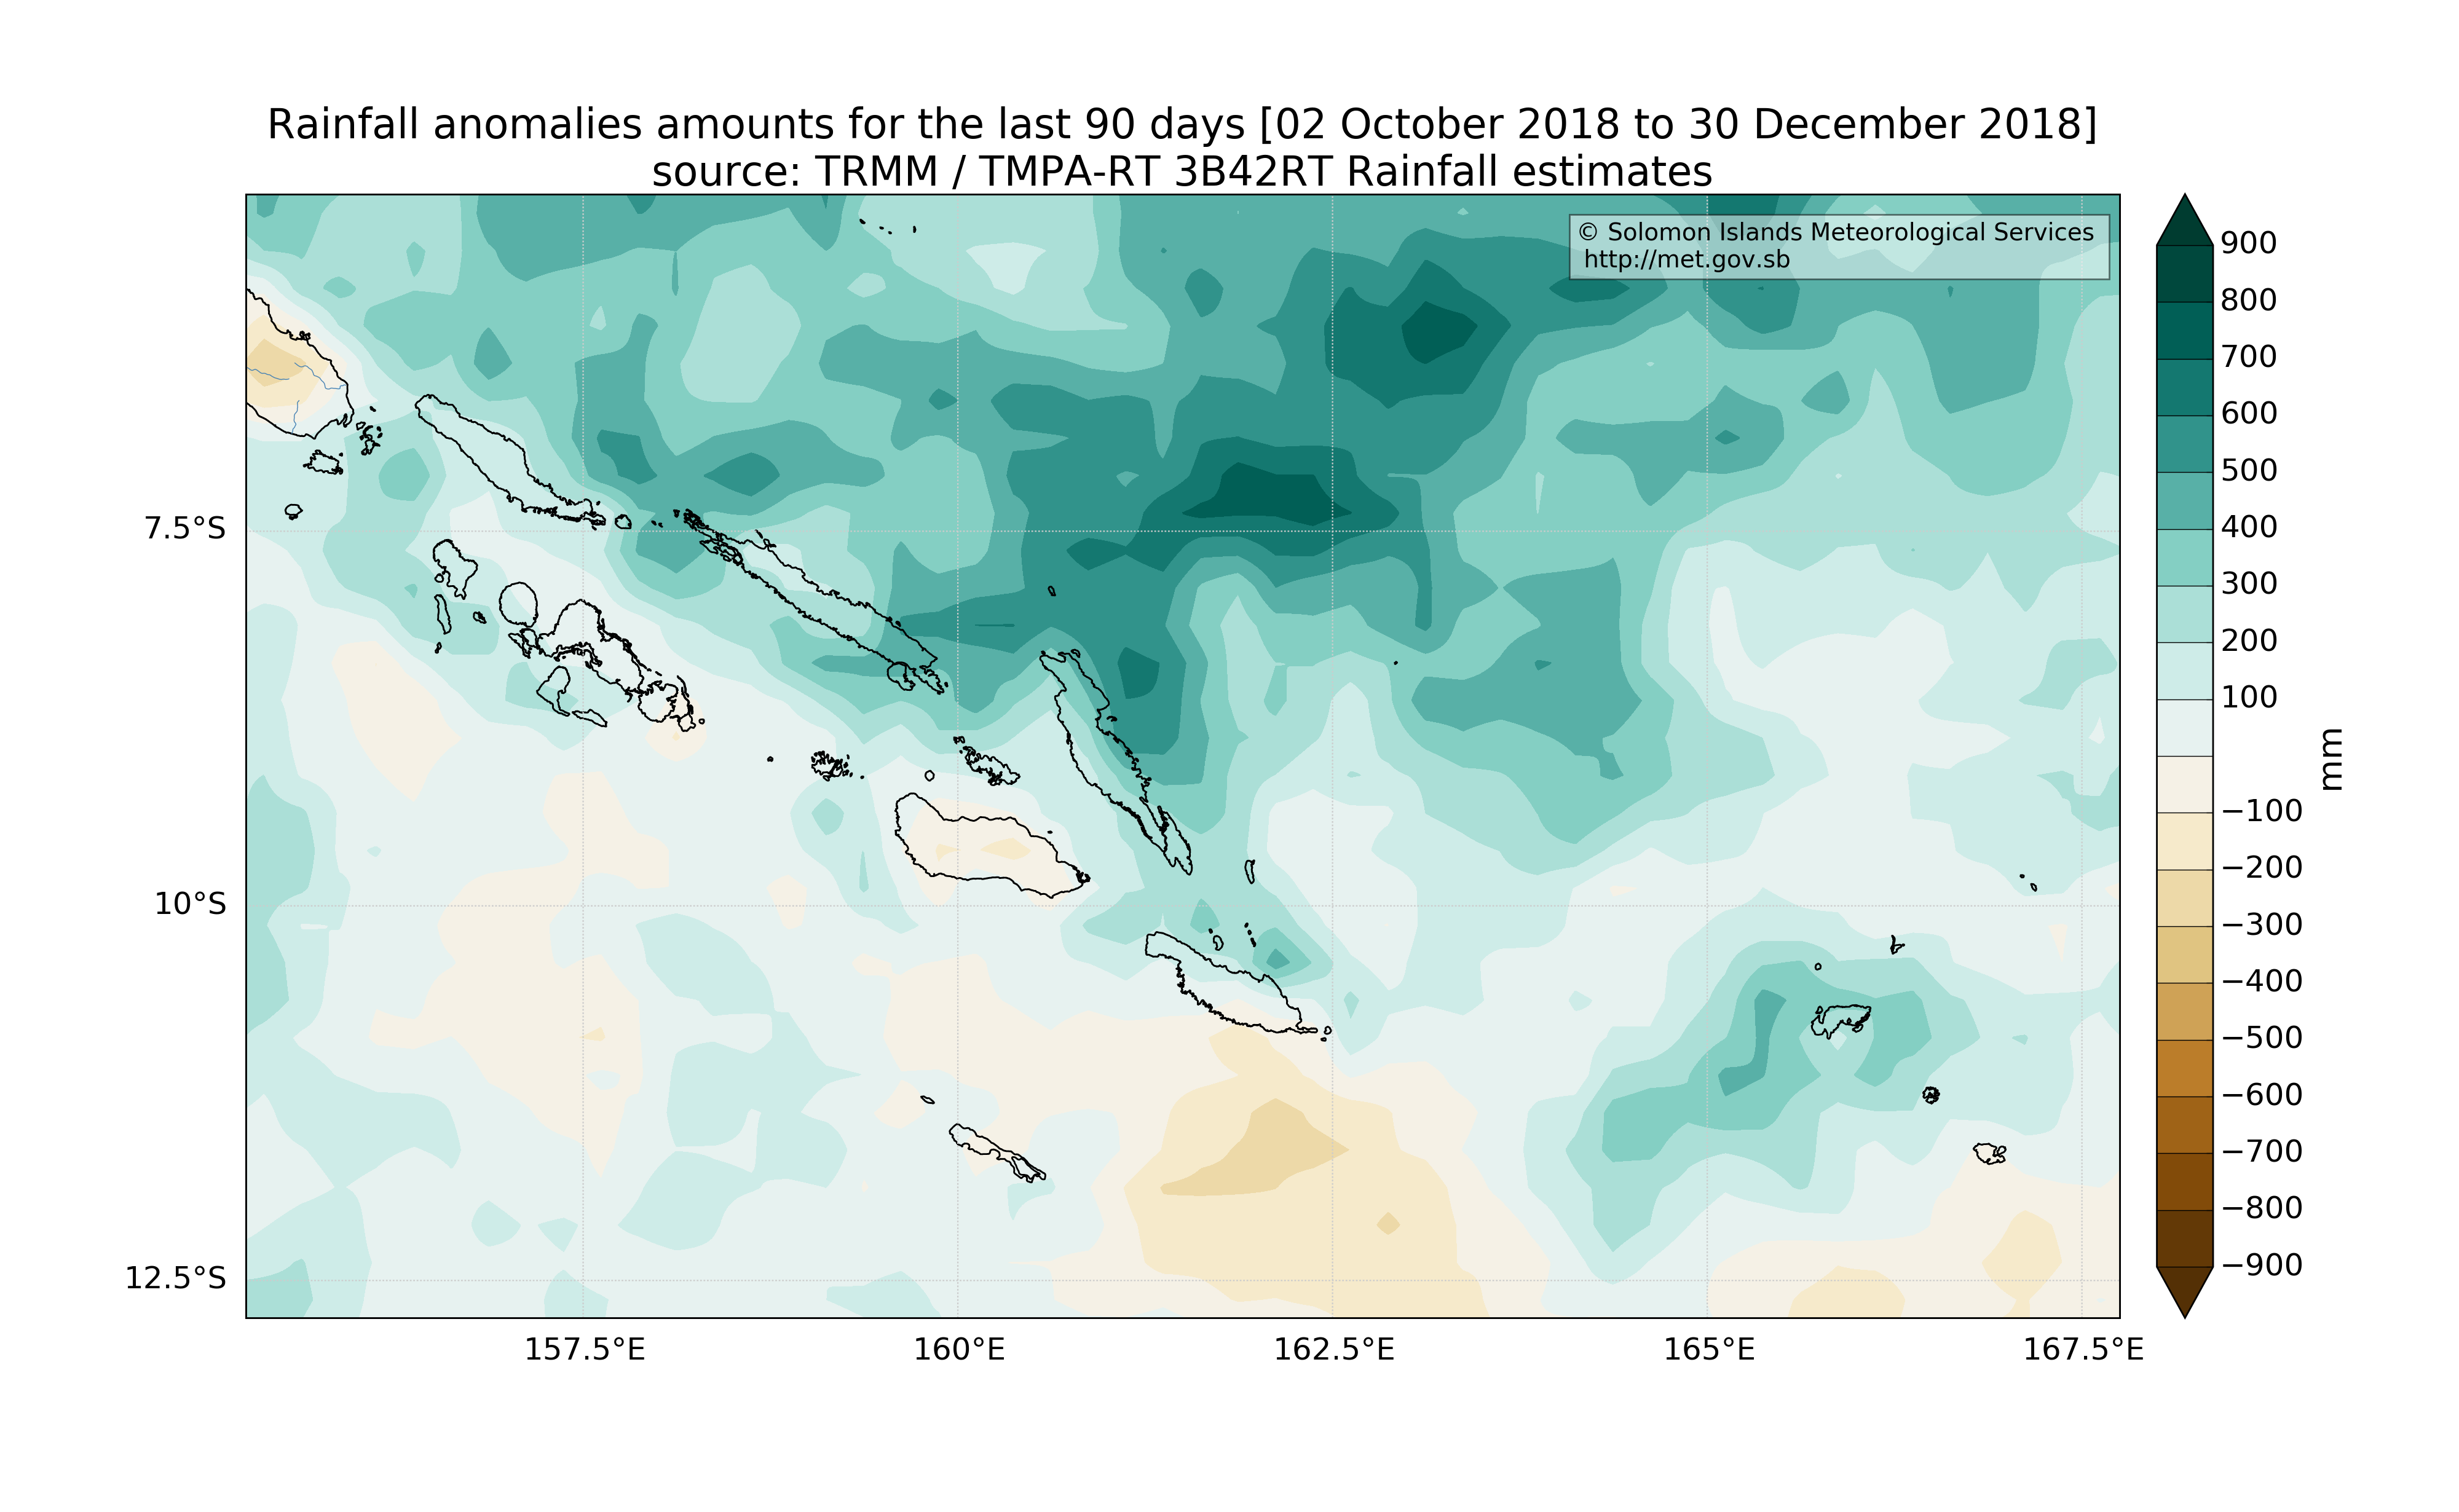 Rainfall anomalies amounts for the last 90 days [02 October 2018 to 30 December 2018]
source: TRMM / TMPA-RT 3B42RT Rainfall estimates
© Solomon Islands Meteorological Services
http://met.gov.sb
7.5°S
10°S
12.5°S
157.5°E
160°E
162.5°E
165°E
167.5°E
900
800
700
600
500
400
300
200
100
−100
−200
−300
−400
−500
−600
−700
−800
−900
mm